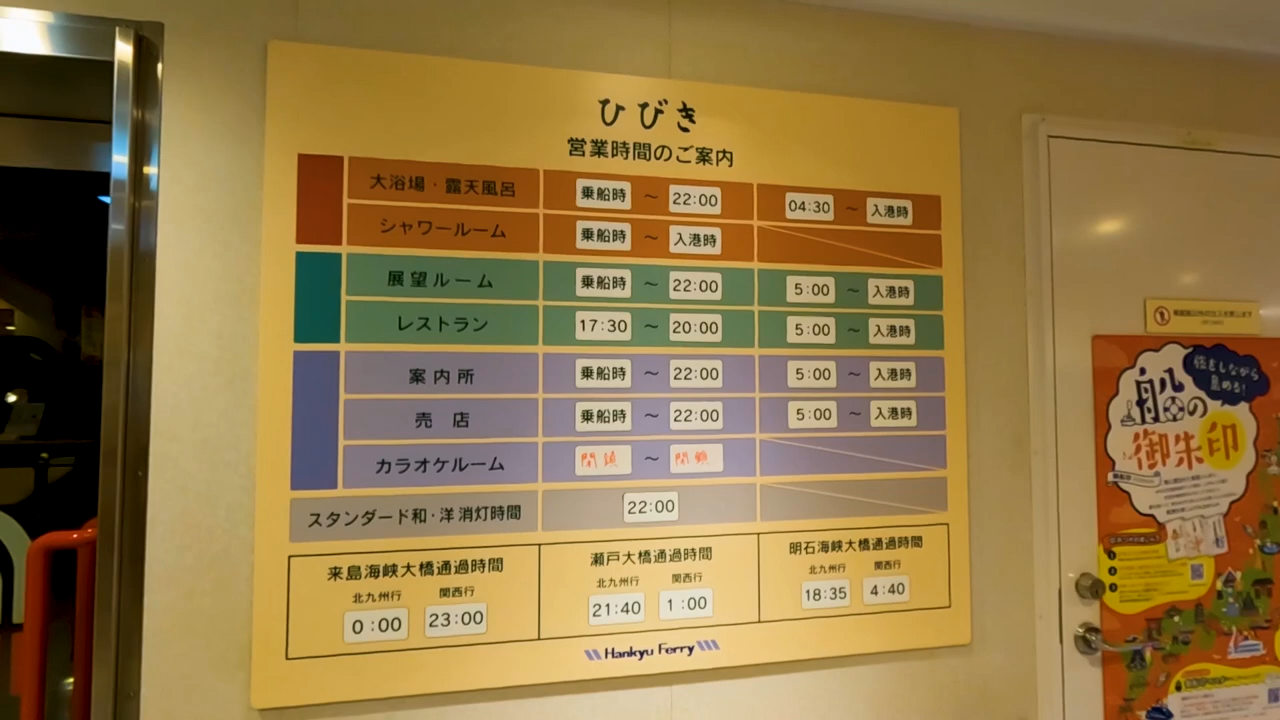 ひびき
営業時間のご案内
大浴場・露天風呂 乗船時 ～ 22:00 04:30 ～ 入港時
シャワールーム 乗船時 ～ 入港時
展望ルーム 乗船時 ～ 22:00 5:00 ～ 入港時
レストラン 17:30 ～ 20:00 5:00 ～ 入港時
案内所 乗船時 ～ 22:00 5:00 ～ 入港時
売店 乗船時 ～ 22:00 5:00 ～ 入港時
カラオケルーム 閉鎖 ～ 閉鎖
スタンダード和・洋 消灯時間 22:00
来島海峡大橋通過時間 瀬戸大橋通過時間 明石海峡大橋通過時間
北九州行 関西行 北九州行 関西行 北九州行 関西行
0:00 23:00 21:40 1:00 18:35 4:40
Hankyu Ferry
旅をしながら
集める!
船の
御朱印